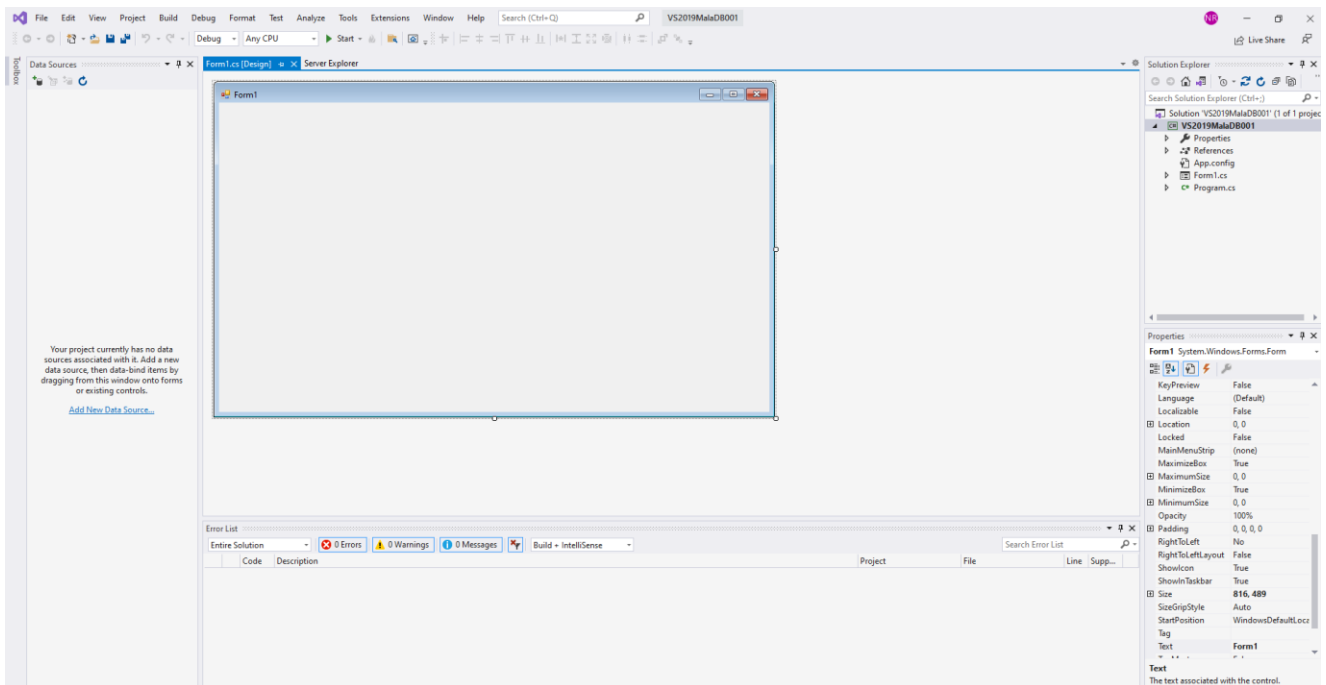 File Edit View Project Build Debug Format Test Analyze Tools Extensions Window Help Search (Ctrl+Q) VS2019MalaDB001 NR
Debug Any CPU Start Live Share
Toolbox
Data Sources
Form1.cs [Design] Server Explorer
Form1
Your project currently has no data
sources associated with it. Add a new
data source, then data-bind items by
dragging from this window onto forms
or existing controls.
Add New Data Source...
Error List
Entire Solution 0 Errors 0 Warnings 0 Messages Build + IntelliSense Search Error List
Code Description Project File Line Supp...
Solution Explorer
Search Solution Explorer (Ctrl+;)
Solution 'VS2019MalaDB001' (1 of 1 projec
VS2019MalaDB001
Properties
References
App.config
Form1.cs
C# Program.cs
Properties
Form1 System.Windows.Forms.Form
KeyPreview False
Language (Default)
Localizable False
Location 0, 0
Locked False
MainMenuStrip (none)
MaximizeBox True
MaximumSize 0, 0
MinimizeBox True
MinimumSize 0, 0
Opacity 100%
Padding 0, 0, 0, 0
RightToLeft No
RightToLeftLayout False
ShowIcon True
ShowInTaskbar True
Size 816, 489
SizeGripStyle Auto
StartPosition WindowsDefaultLoca
Tag
Text Form1
Text
The text associated with the control.